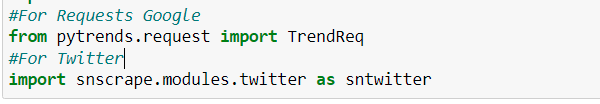 #For Requests Google
from pytrends.request import TrendReq
#For Twitter
import snscrape.modules.twitter as sntwitter